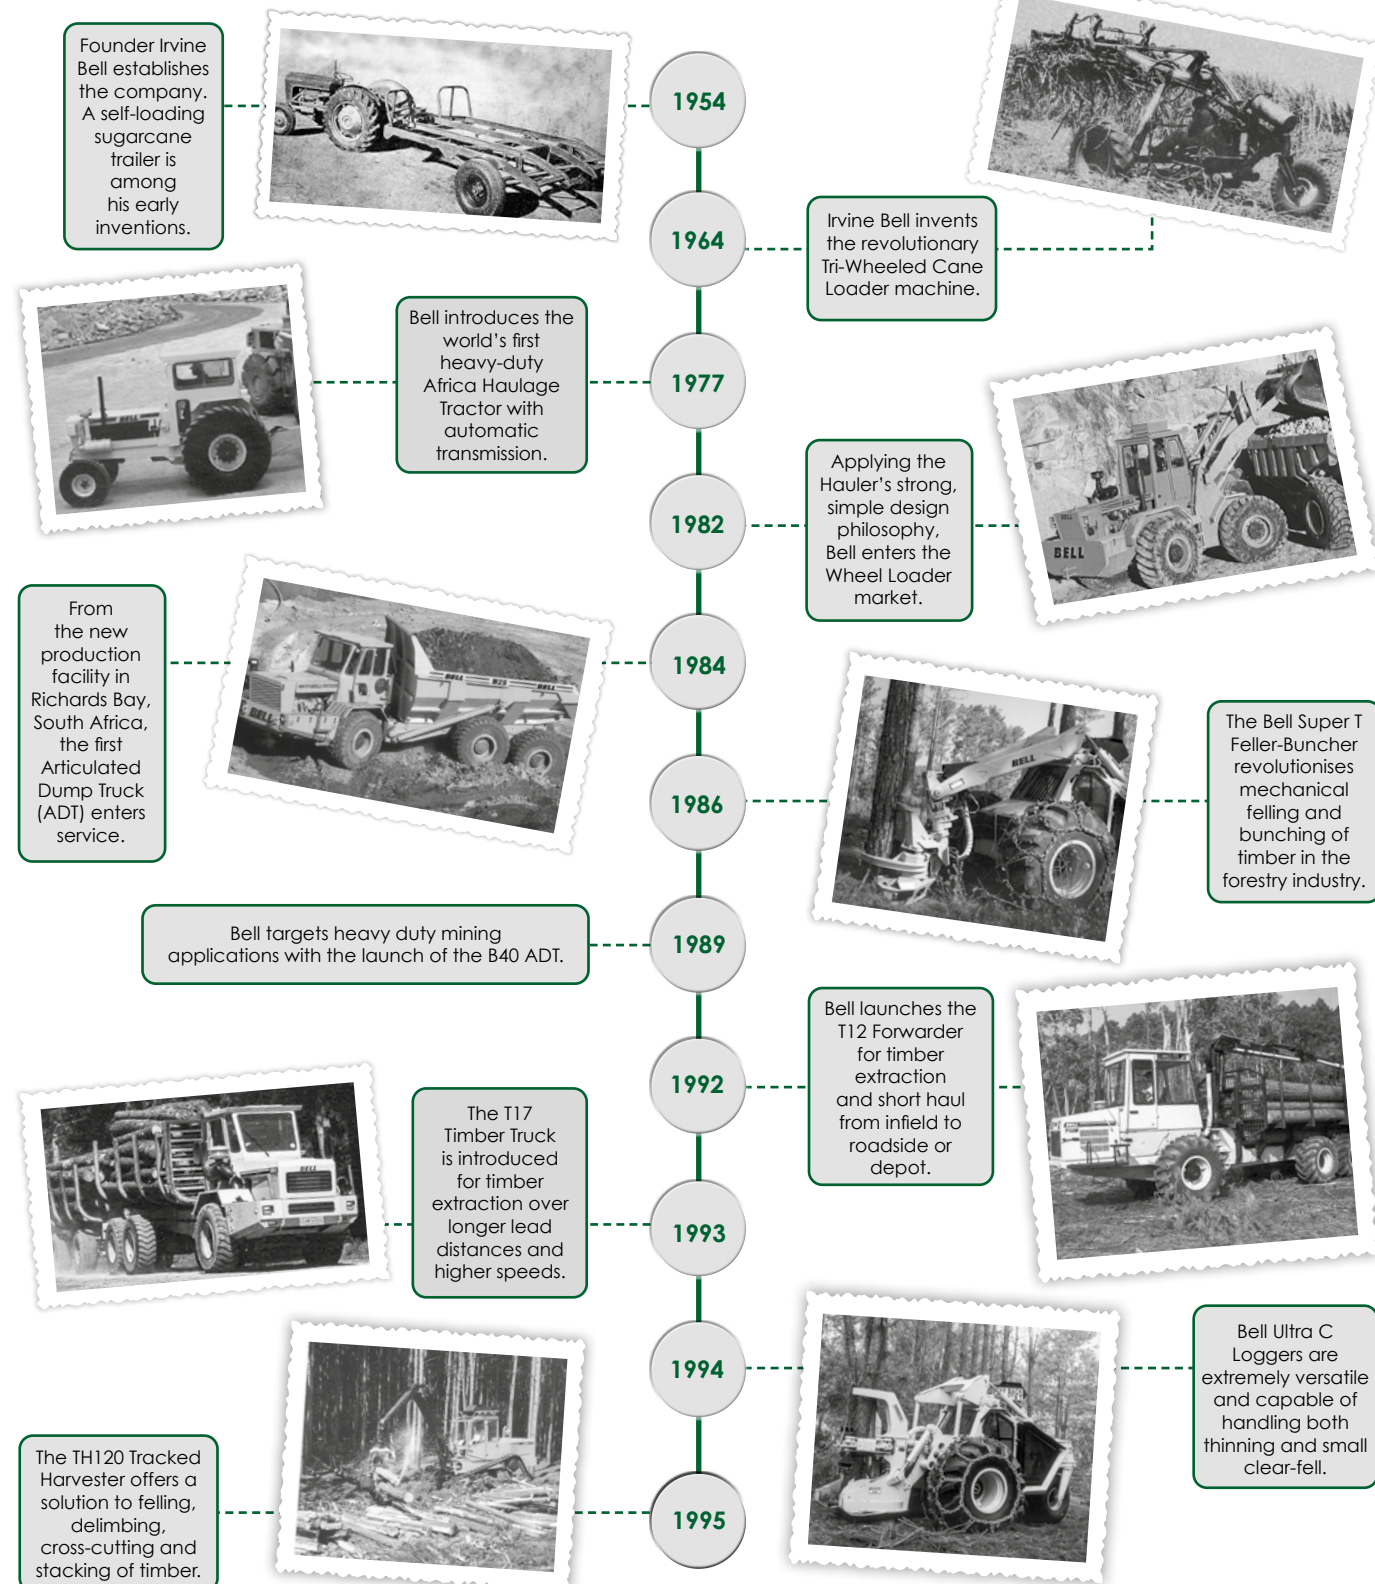 Founder Irvine
Bell establishes
the company.
A self-loading
sugarcane
trailer is
among
his early
inventions.
1954
1964
Irvine Bell invents
the revolutionary
Tri-Wheeled Cane
Loader machine.
BELL
Bell introduces the
world's first
heavy-duty
Africa Haulage
Tractor with
automatic
transmission.
1977
1982
Applying the
Hauler's strong,
simple design
philosophy,
Bell enters the
Wheel Loader
market.
BELL
BELL
From
the new
production
facility in
Richards Bay,
South Africa,
the first
Articulated
Dump Truck
(ADT) enters
service.
BELL B25 BELL
BELL
1984
1986
BELL
The Bell Super T
Feller-Buncher
revolutionises
mechanical
felling and
bunching of
timber in the
forestry industry.
Bell targets heavy duty mining
applications with the launch of the B40 ADT.
1989
1992
Bell launches the
T12 Forwarder
for timber
extraction
and short haul
from infield to
roadside or
depot.
BELL
The T17
Timber Truck
is introduced
for timber
extraction over
longer lead
distances and
higher speeds.
1993
1994
Bell Ultra C
Loggers are
extremely versatile
and capable of
handling both
thinning and small
clear-fell.
The TH120 Tracked
Harvester offers a
solution to felling,
delimbing,
cross-cutting and
stacking of timber.
1995